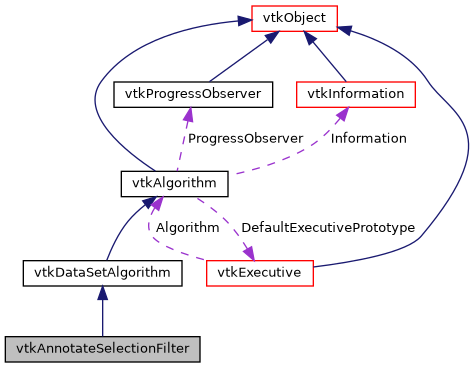 vtkObject
vtkProgressObserver
vtkInformation
ProgressObserver
Information
vtkAlgorithm
Algorithm
DefaultExecutivePrototype
vtkDataSetAlgorithm
vtkExecutive
vtkAnnotateSelectionFilter